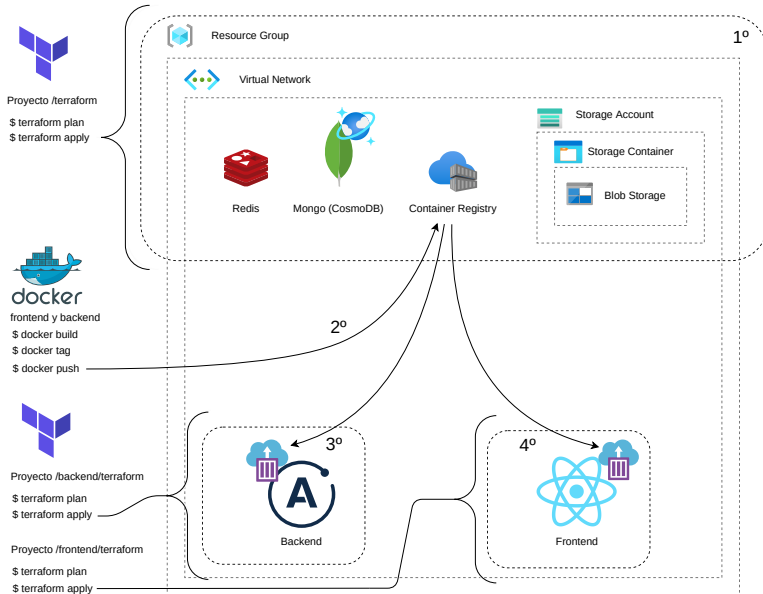 Resource Group
1º
Virtual Network
Proyecto /terraform
$ terraform plan
$ terraform apply
Storage Account
Storage Container
Blob Storage
Redis
Mongo (CosmoDB)
Container Registry
docker
frontend y backend
$ docker build
$ docker tag
$ docker push
2º
Proyecto /backend/terraform
$ terraform plan
$ terraform apply
3º
A
Backend
4º
Frontend
Proyecto /frontend/terraform
$ terraform plan
$ terraform apply